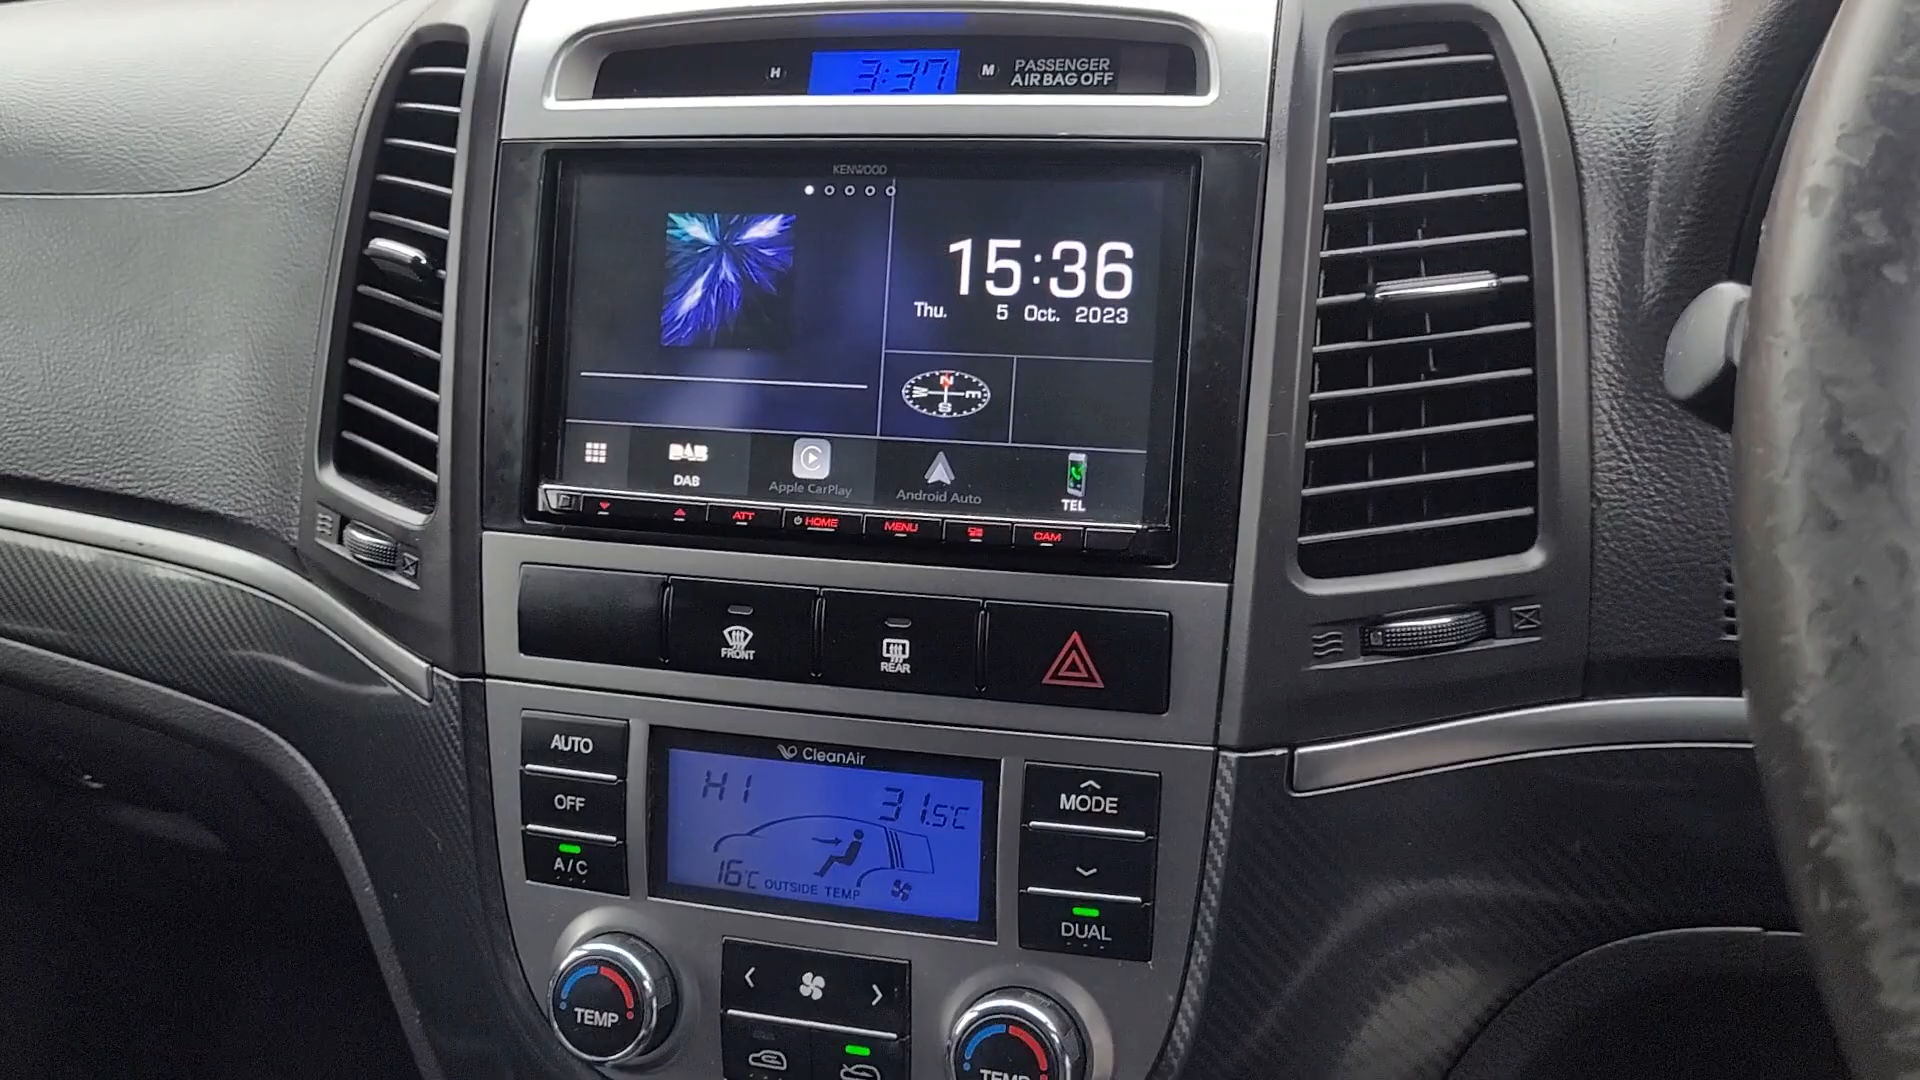 H 3:37 M PASSENGER
AIR BAG OFF
KENWOOD
15:36
Thu. 5 Oct. 2023
N
W E
S
DAB
DAB
Apple CarPlay
Android Auto
TEL
ATT
HOME
MENU
CAM
FRONT
REAR
AUTO
OFF
A/C
CleanAir
HI
31.5°C
16°C OUTSIDE TEMP
MODE
DUAL
TEMP
TEMP